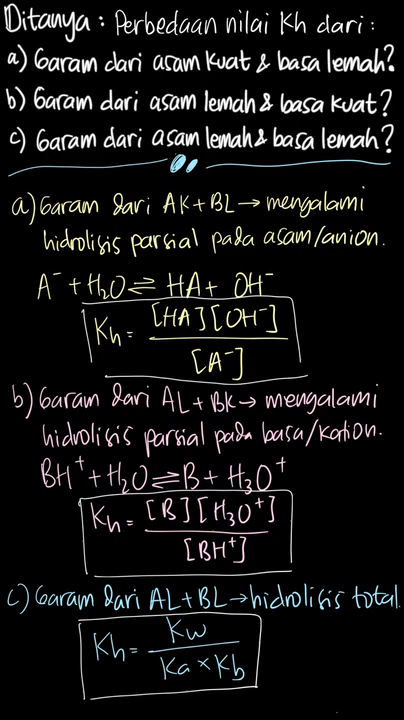 Ditanya : Perbedaan nilai Kh dari :
a) Garam dari asam kuat & basa lemah?
b) Garam dari asam lemah & basa kuat?
c) Garam dari asam lemah & basa lemah?
a) Garam dari AK + BL → mengalami
hidrolisis parsial pada asam/anion.
A⁻ + H₂O ⇌ HA + OH⁻
Kh = [HA][OH⁻] / [A⁻]
b) Garam dari AL + BK → mengalami
hidrolisis parsial pada basa/kation.
BH⁺ + H₂O ⇌ B + H₃O⁺
Kh = [B][H₃O⁺] / [BH⁺]
c) Garam dari AL + BL → hidrolisis total.
Kh = Kw / Ka × Kb